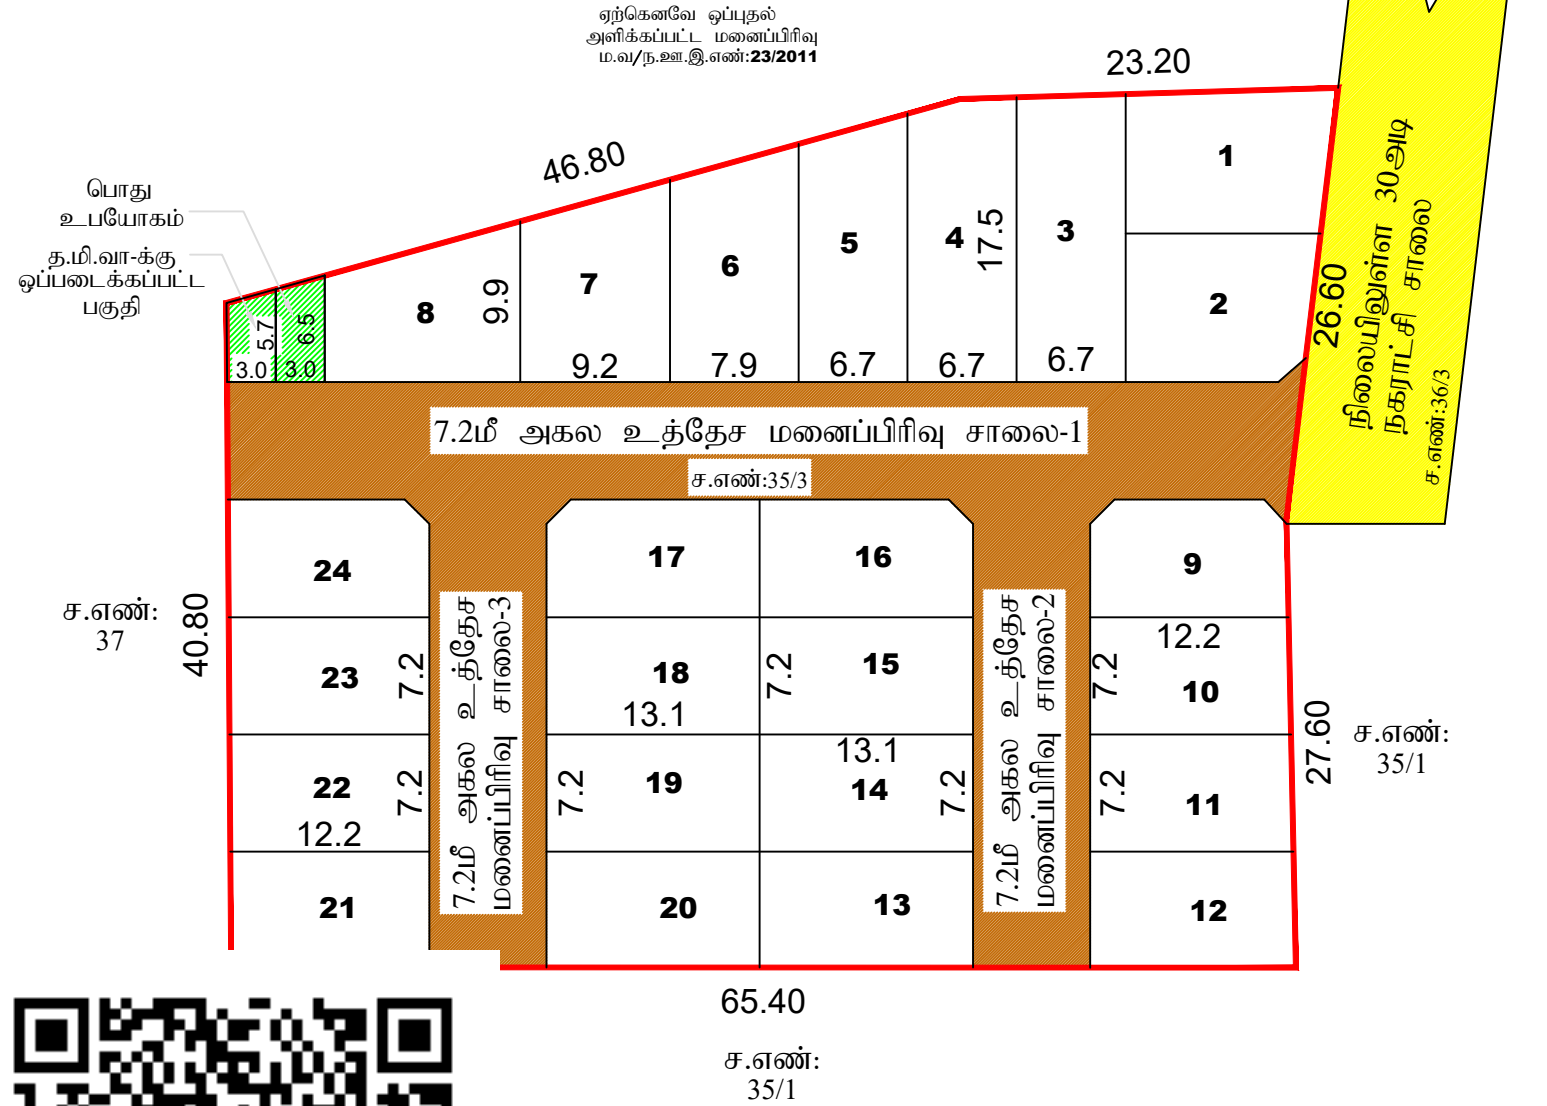 ஏற்கெனவே ஒப்புதல்
அளிக்கப்பட்ட மனைப்பிரிவு
ம.வ/ந.ஊ.இ.எண்:23/2011
23.20
46.80
பொது
உபயோகம்
த.மி.வா-க்கு
ஒப்படைக்கப்பட்ட
பகுதி
1
2
3
4
17.5
5
6
7
9.9
8
5.7
6.5
3.0
3.0
9.2
7.9
6.7
6.7
6.7
26.60
நிலையிலுள்ள 30அடி
நகராட்சி சாலை
ச.எண்:36/3
7.2மீ அகல உத்தேச மனைப்பிரிவு சாலை-1
ச.எண்:35/3
24
17
16
9
ச.எண்:
37
40.80
23
7.2
7.2மீ அகல உத்தேச
மனைப்பிரிவு சாலை-3
18
13.1
7.2
15
7.2மீ அகல உத்தேச
மனைப்பிரிவு சாலை-2
7.2
12.2
10
22
12.2
7.2
7.2
19
13.1
14
7.2
7.2
11
27.60
ச.எண்:
35/1
21
20
13
12
65.40
ச.எண்:
35/1